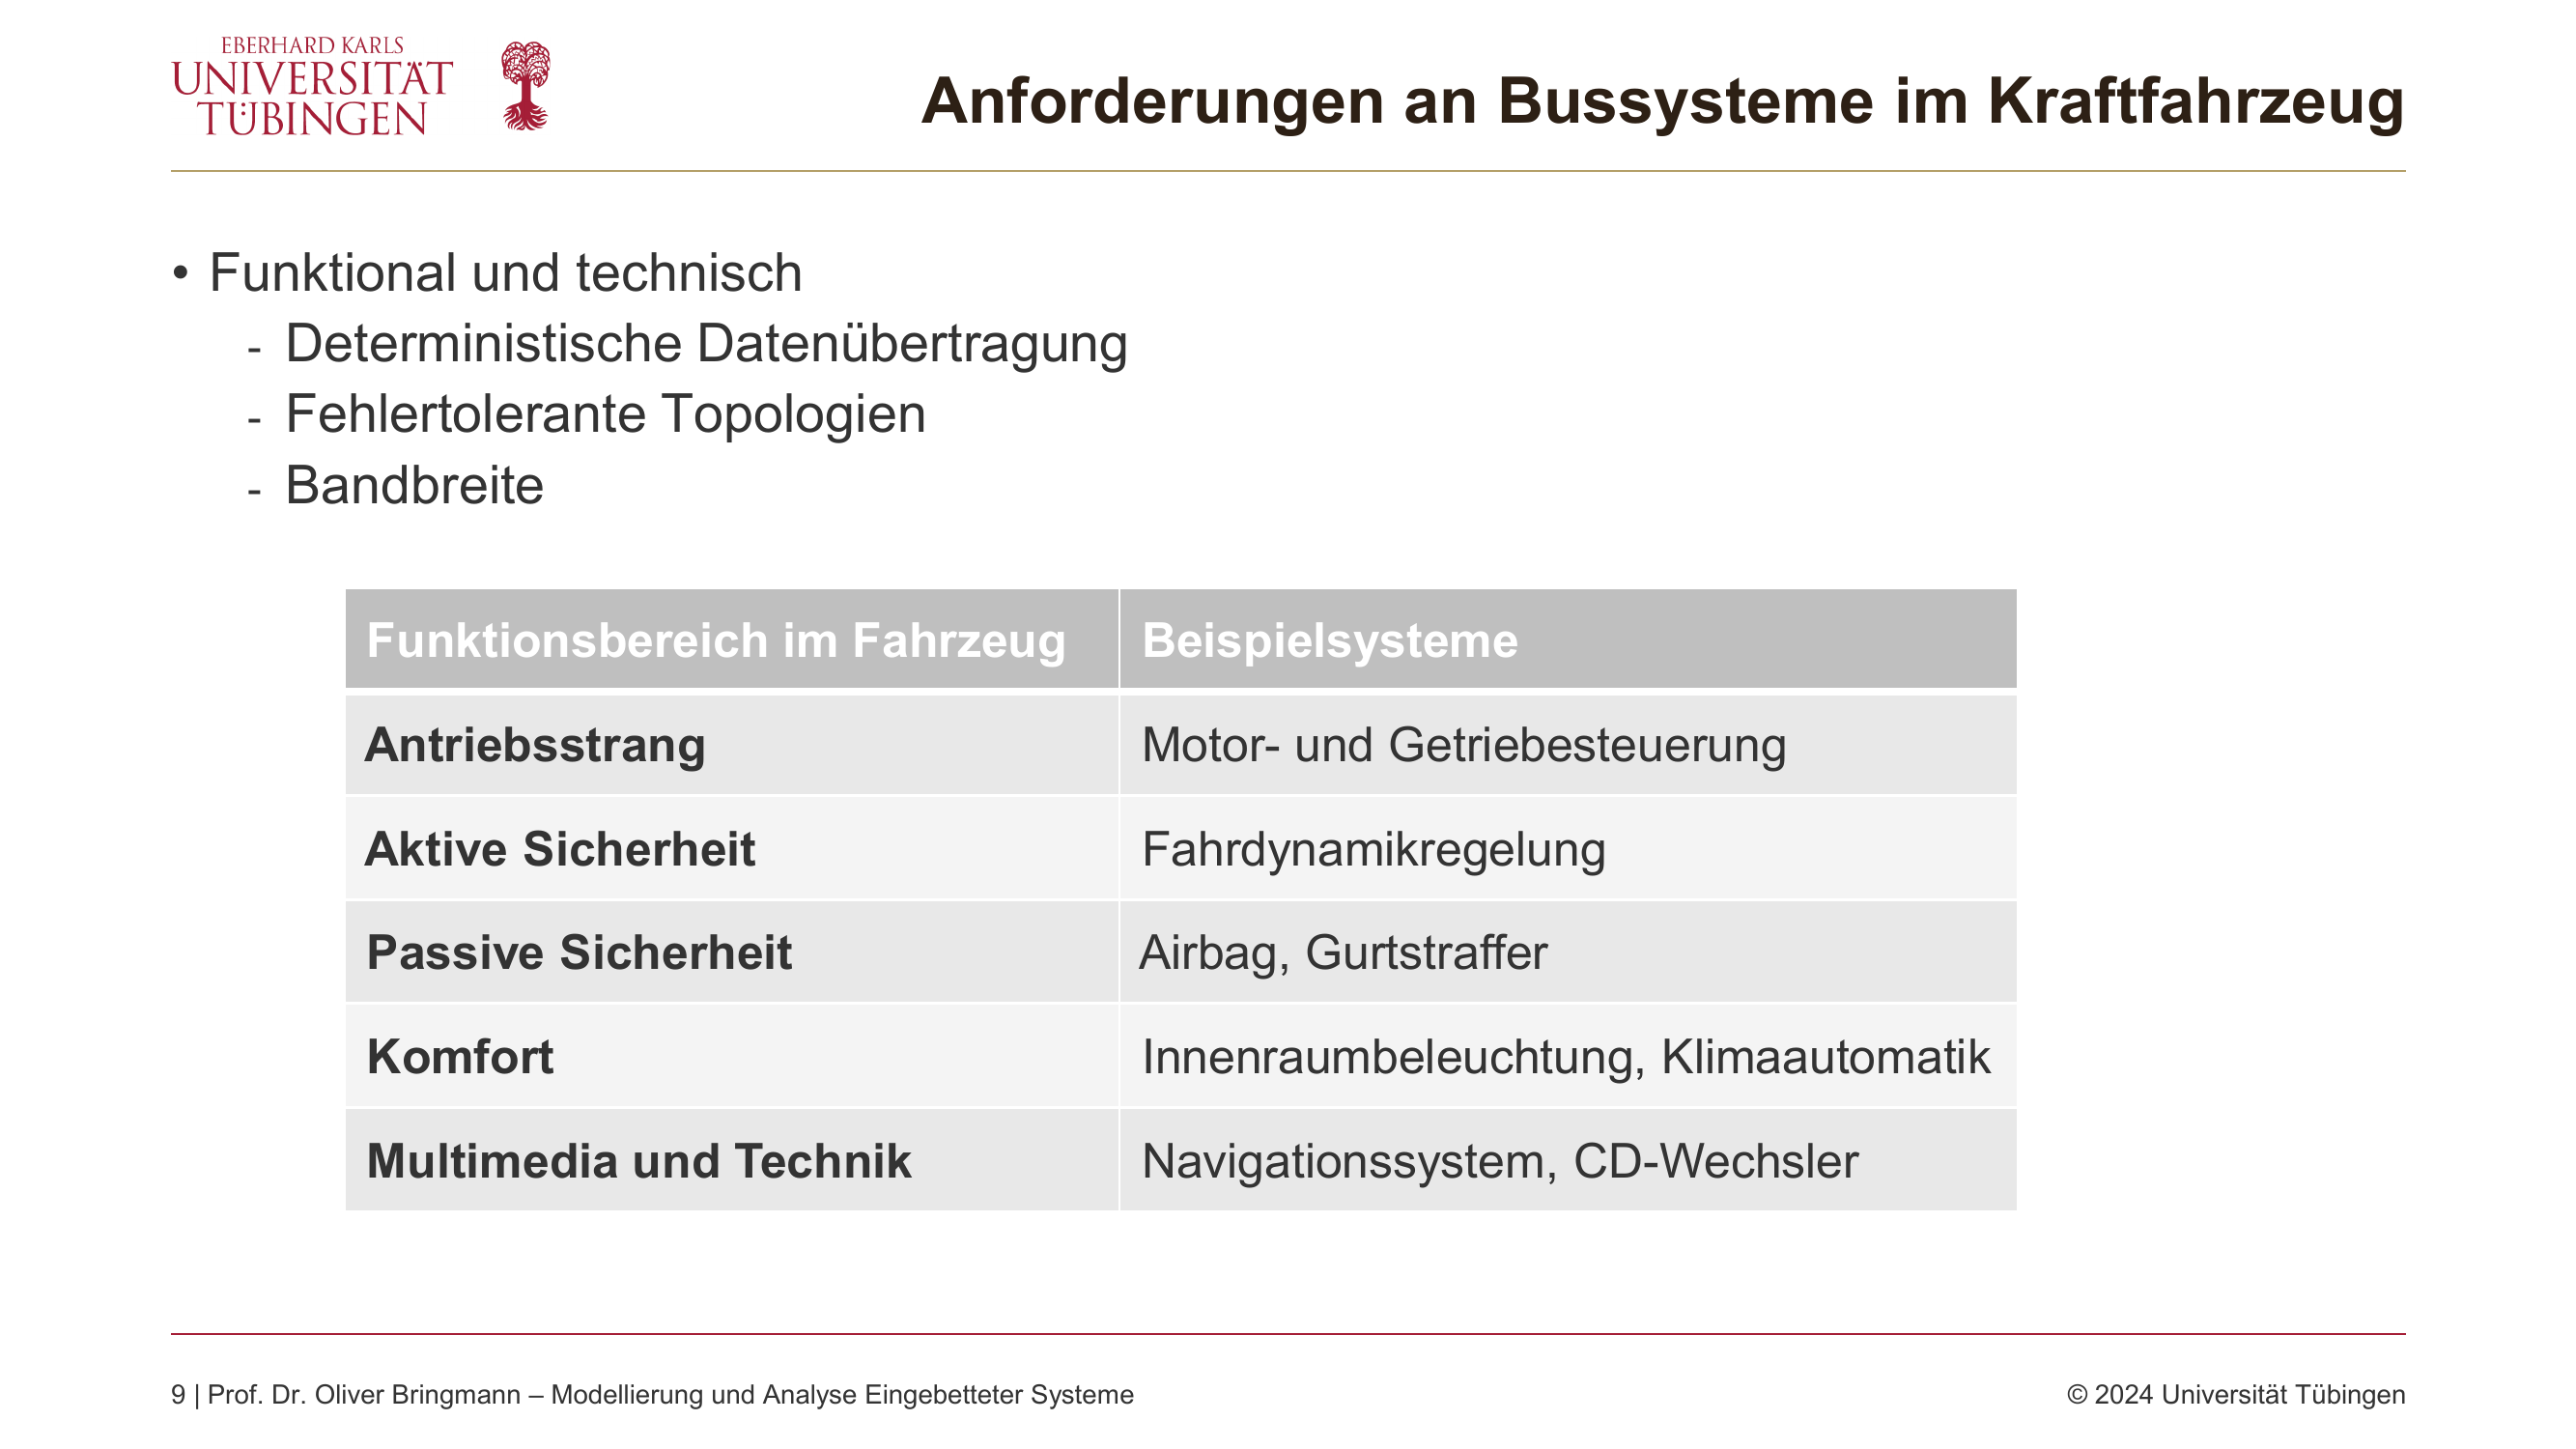 EBERHARD KARLS
UNIVERSITÄT
TÜBINGEN
Anforderungen an Bussysteme im Kraftfahrzeug
• Funktional und technisch
- Deterministische Datenübertragung
- Fehlertolerante Topologien
- Bandbreite
Funktionsbereich im Fahrzeug Beispielsysteme
Antriebsstrang Motor- und Getriebesteuerung
Aktive Sicherheit Fahrdynamikregelung
Passive Sicherheit Airbag, Gurtstraffer
Komfort Innenraumbeleuchtung, Klimaautomatik
Multimedia und Technik Navigationssystem, CD-Wechsler
9 | Prof. Dr. Oliver Bringmann – Modellierung und Analyse Eingebetteter Systeme © 2024 Universität Tübingen